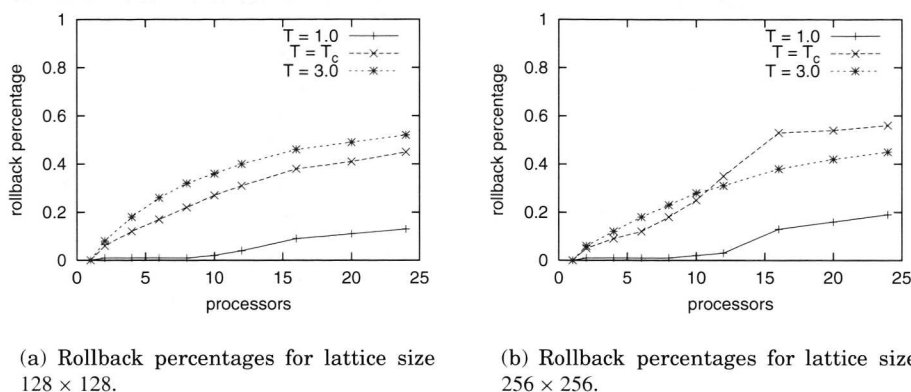 1
0.8
0.6
0.4
0.2
0
rollback percentage
T = 1.0
T = Tc
T = 3.0
0 5 10 15 20 25
processors
(a) Rollback percentages for lattice size
128 × 128.
1
0.8
0.6
0.4
0.2
0
rollback percentage
T = 1.0
T = Tc
T = 3.0
0 5 10 15 20 25
processors
(b) Rollback percentages for lattice size
256 × 256.